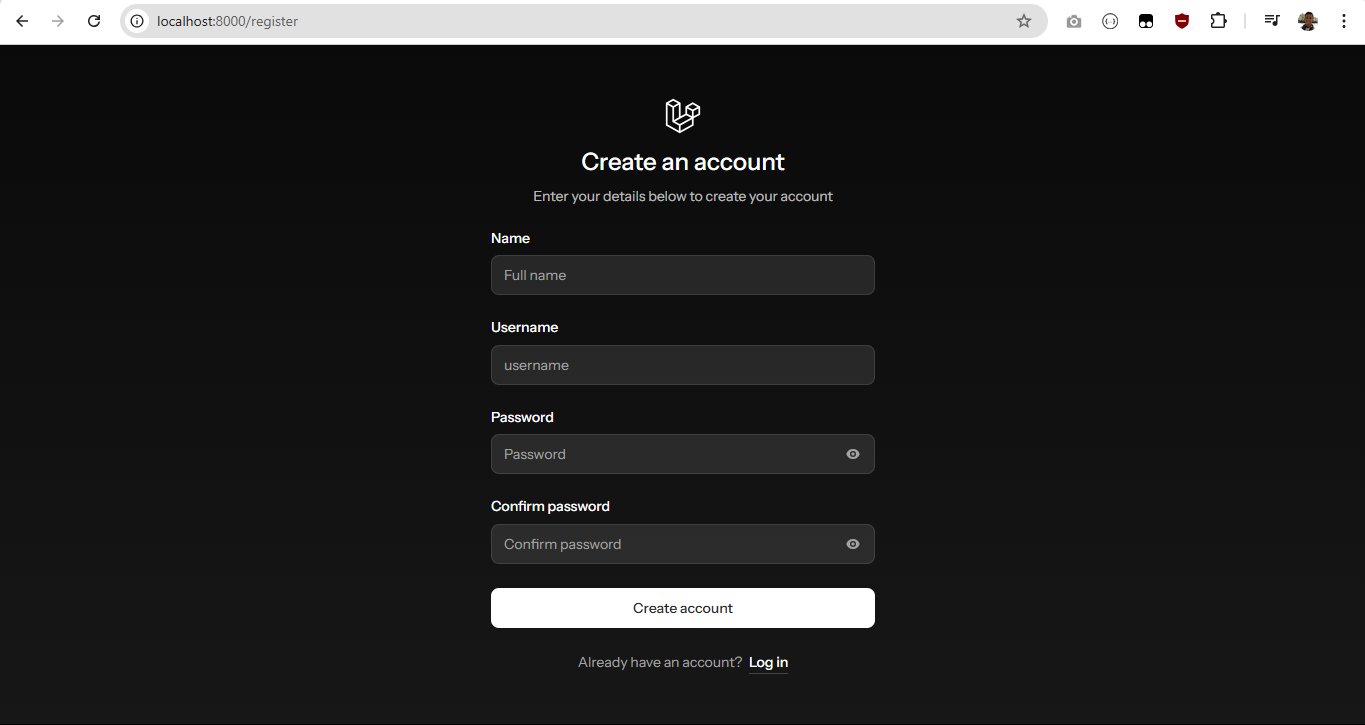 localhost:8000/register
Create an account
Enter your details below to create your account
Name
Full name
Username
username
Password
Password
Confirm password
Confirm password
Create account
Already have an account? Log in